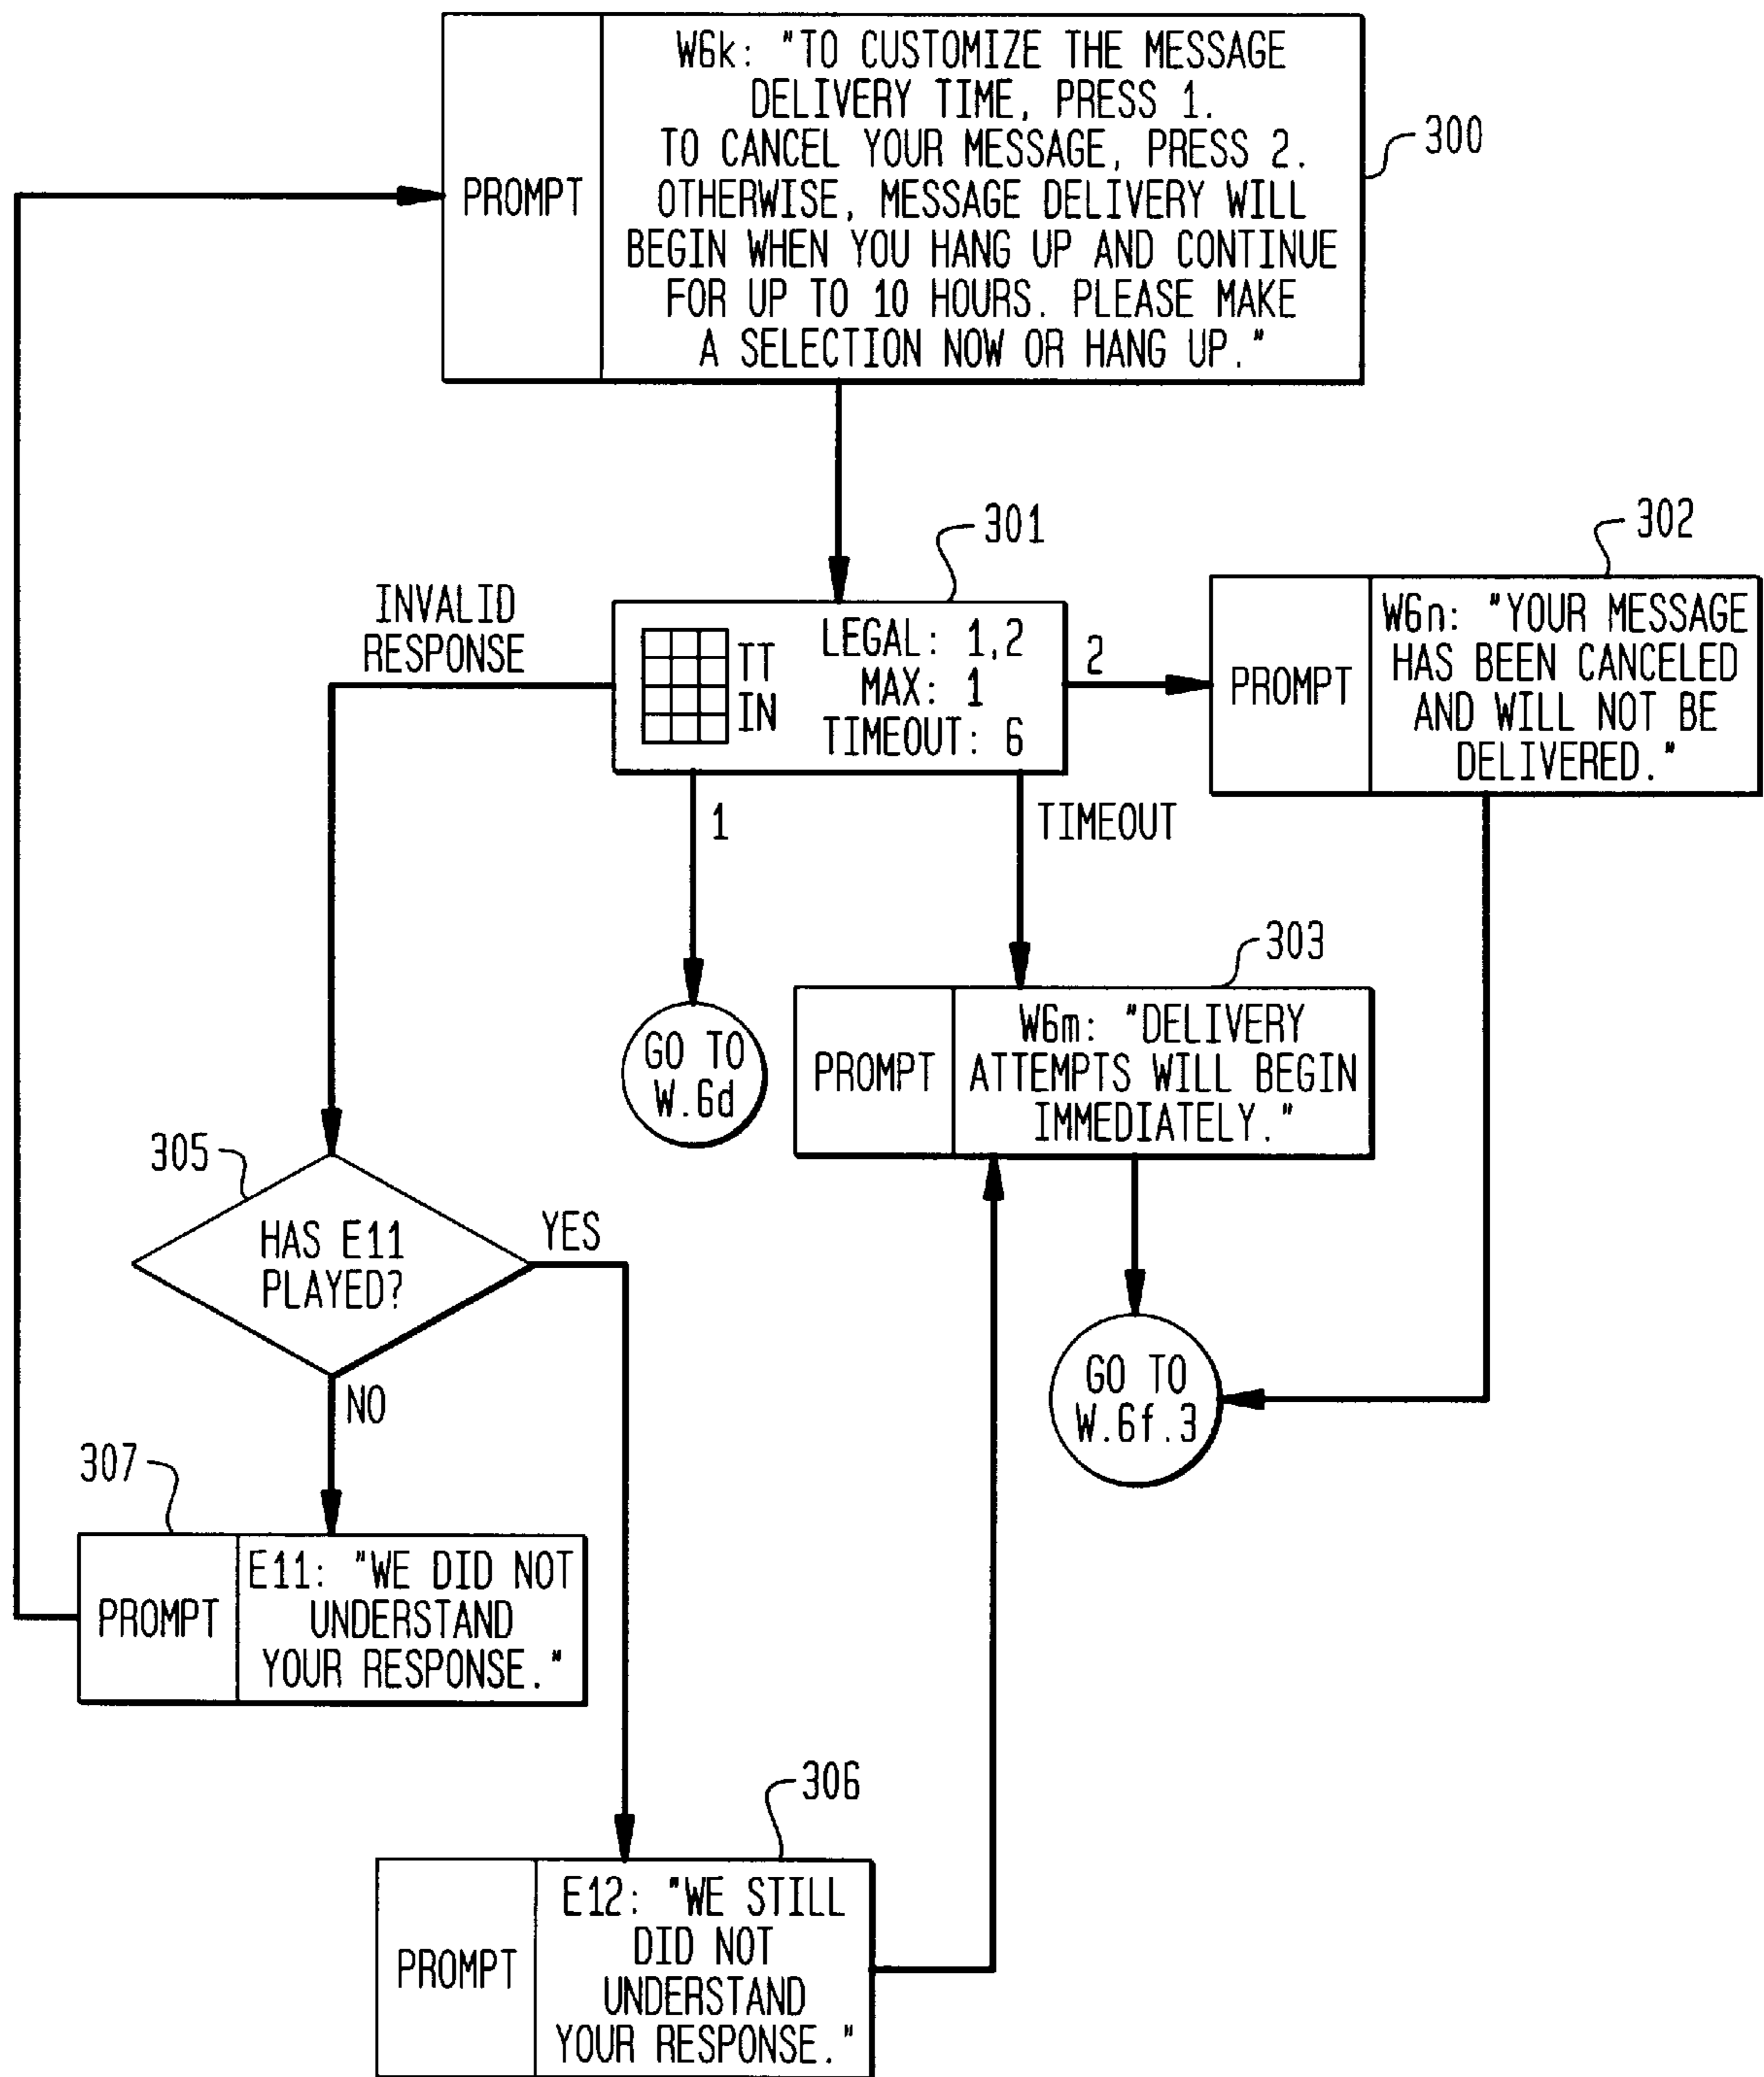 W6k: "TO CUSTOMIZE THE MESSAGE
DELIVERY TIME, PRESS 1.
TO CANCEL YOUR MESSAGE, PRESS 2.
OTHERWISE, MESSAGE DELIVERY WILL
BEGIN WHEN YOU HANG UP AND CONTINUE
FOR UP TO 10 HOURS. PLEASE MAKE
A SELECTION NOW OR HANG UP."
PROMPT
300
301
302
INVALID
RESPONSE
TT
IN
LEGAL: 1,2
MAX: 1
TIMEOUT: 6
2
PROMPT
W6n: "YOUR MESSAGE
HAS BEEN CANCELED
AND WILL NOT BE
DELIVERED."
1
TIMEOUT
303
GO TO
W.6d
PROMPT
W6m: "DELIVERY
ATTEMPTS WILL BEGIN
IMMEDIATELY."
305
HAS E11
PLAYED?
YES
NO
GO TO
W.6f.3
307
PROMPT
E11: "WE DID NOT
UNDERSTAND
YOUR RESPONSE."
306
PROMPT
E12: "WE STILL
DID NOT
UNDERSTAND
YOUR RESPONSE."